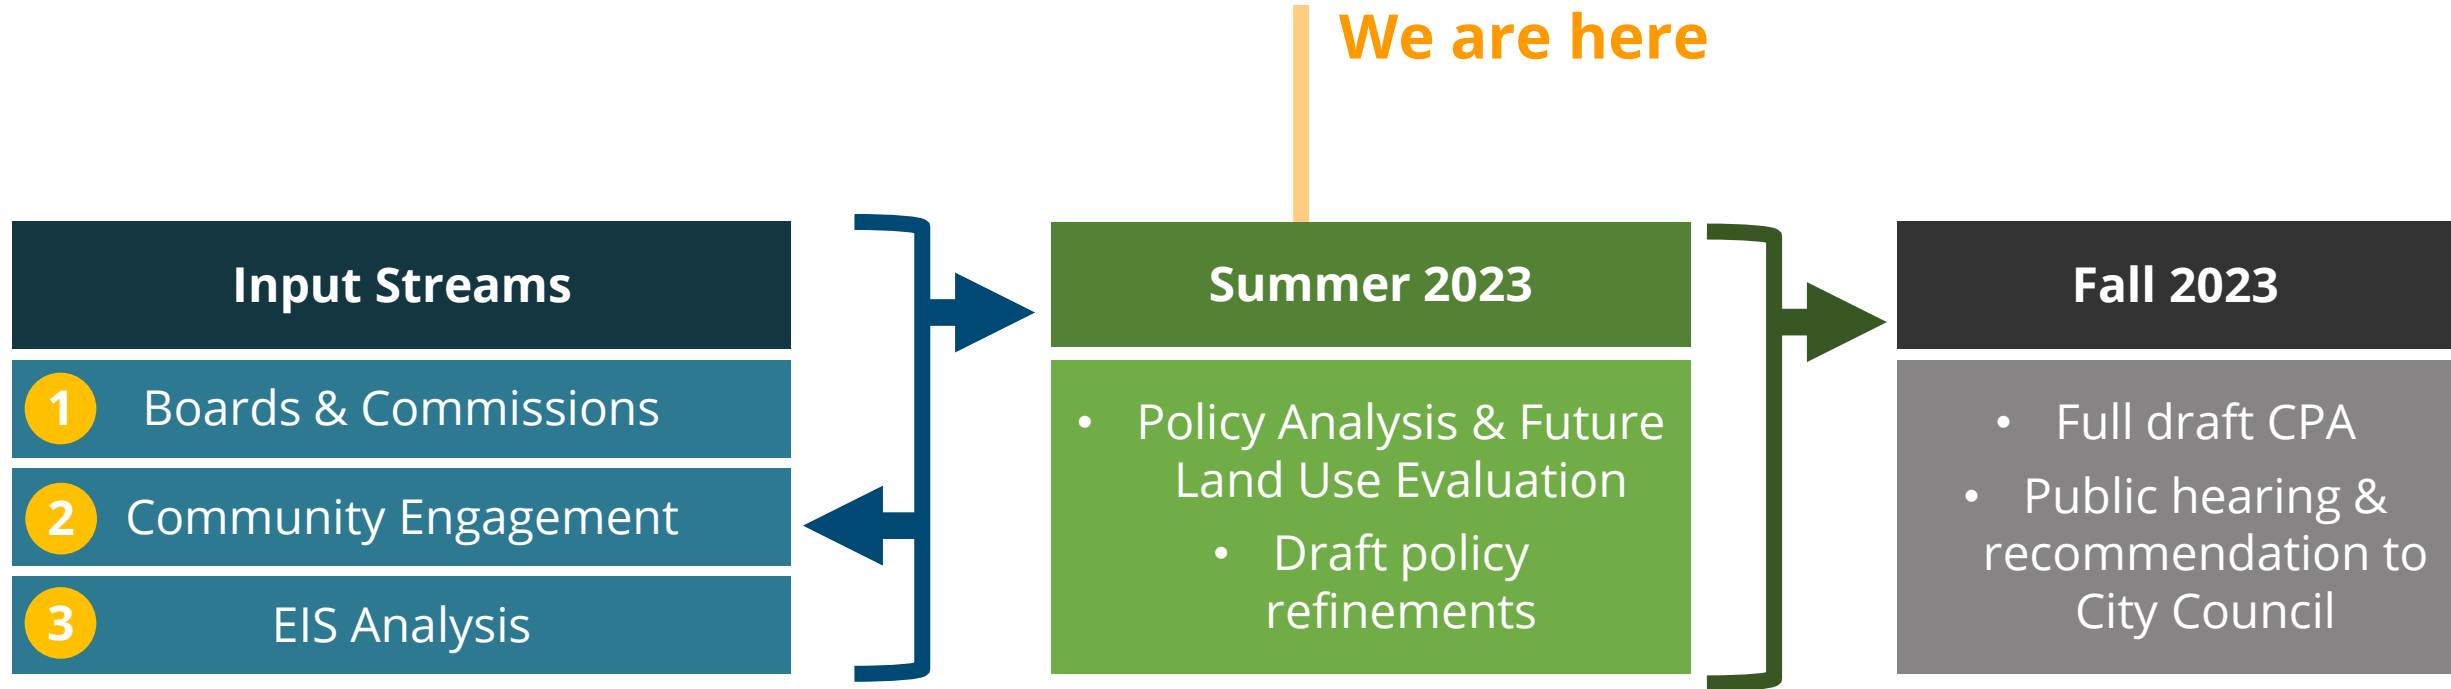 We are here
Input Streams
1 Boards & Commissions
2 Community Engagement
3 EIS Analysis
Summer 2023
• Policy Analysis & Future
Land Use Evaluation
• Draft policy
refinements
Fall 2023
• Full draft CPA
• Public hearing &
recommendation to
City Council